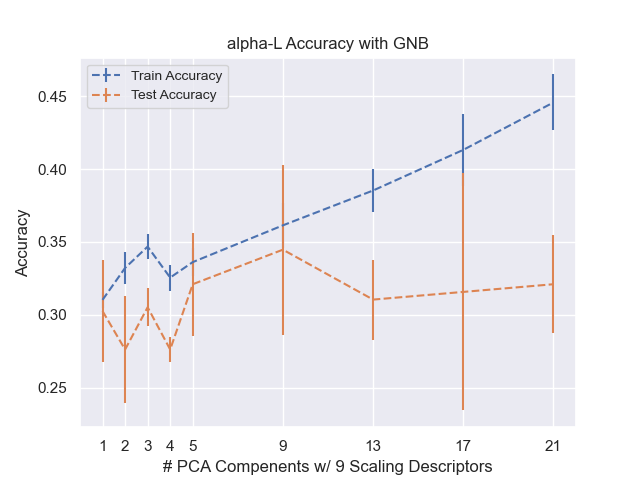 alpha-L Accuracy with GNB
Train Accuracy
Test Accuracy
0.45
0.40
0.35
0.30
0.25
Accuracy
1 2 3 4 5 9 13 17 21
# PCA Compenents w/ 9 Scaling Descriptors